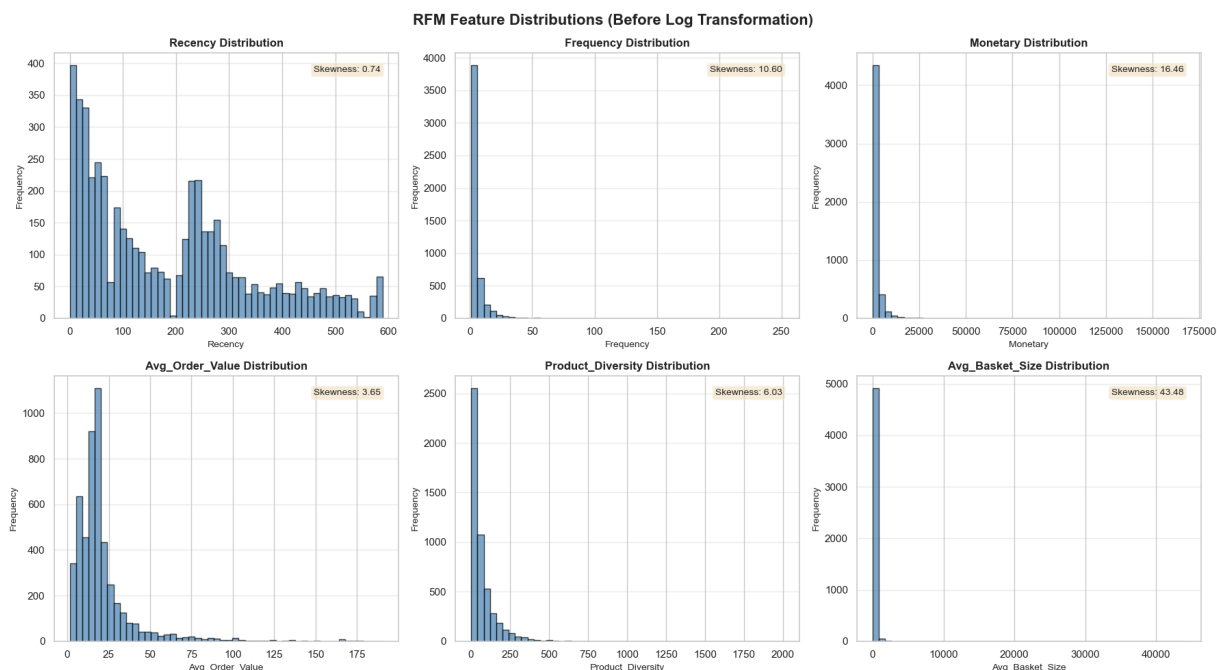 RFM Feature Distributions (Before Log Transformation)
Recency Distribution
Skewness: 0.74
400
350
300
250
200
150
100
50
0
Frequency
0 100 200 300 400 500 600
Recency
Frequency Distribution
Skewness: 10.60
4000
3500
3000
2500
2000
1500
1000
500
0
Frequency
0 50 100 150 200 250
Frequency
Monetary Distribution
Skewness: 16.46
4000
3000
2000
1000
0
Frequency
0 25000 50000 75000 100000 125000 150000 175000
Monetary
Avg_Order_Value Distribution
Skewness: 3.65
1000
800
600
400
200
0
Frequency
0 25 50 75 100 125 150 175
Avg_Order_Value
Product_Diversity Distribution
Skewness: 6.03
2500
2000
1500
1000
500
0
Frequency
0 250 500 750 1000 1250 1500 1750 2000
Product_Diversity
Avg_Basket_Size Distribution
Skewness: 43.48
5000
4000
3000
2000
1000
0
Frequency
0 10000 20000 30000 40000
Avg_Basket_Size